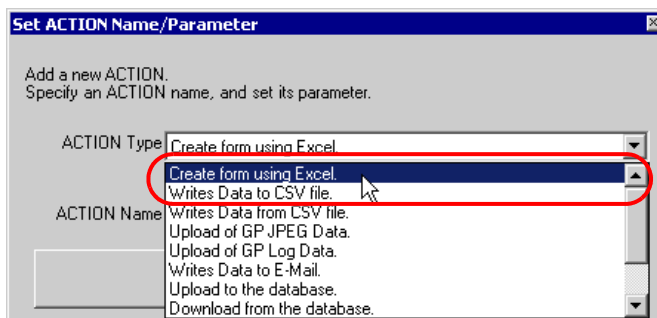 Set ACTION Name/Parameter
Add a new ACTION.
Specify an ACTION name, and set its parameter.
ACTION Type Create form using Excel.
Create form using Excel.
Writes Data to CSV file.
ACTION Name Writes Data from CSV file.
Upload of GP JPEG Data.
Upload of GP Log Data.
Writes Data to E-Mail.
Upload to the database.
Download from the database.